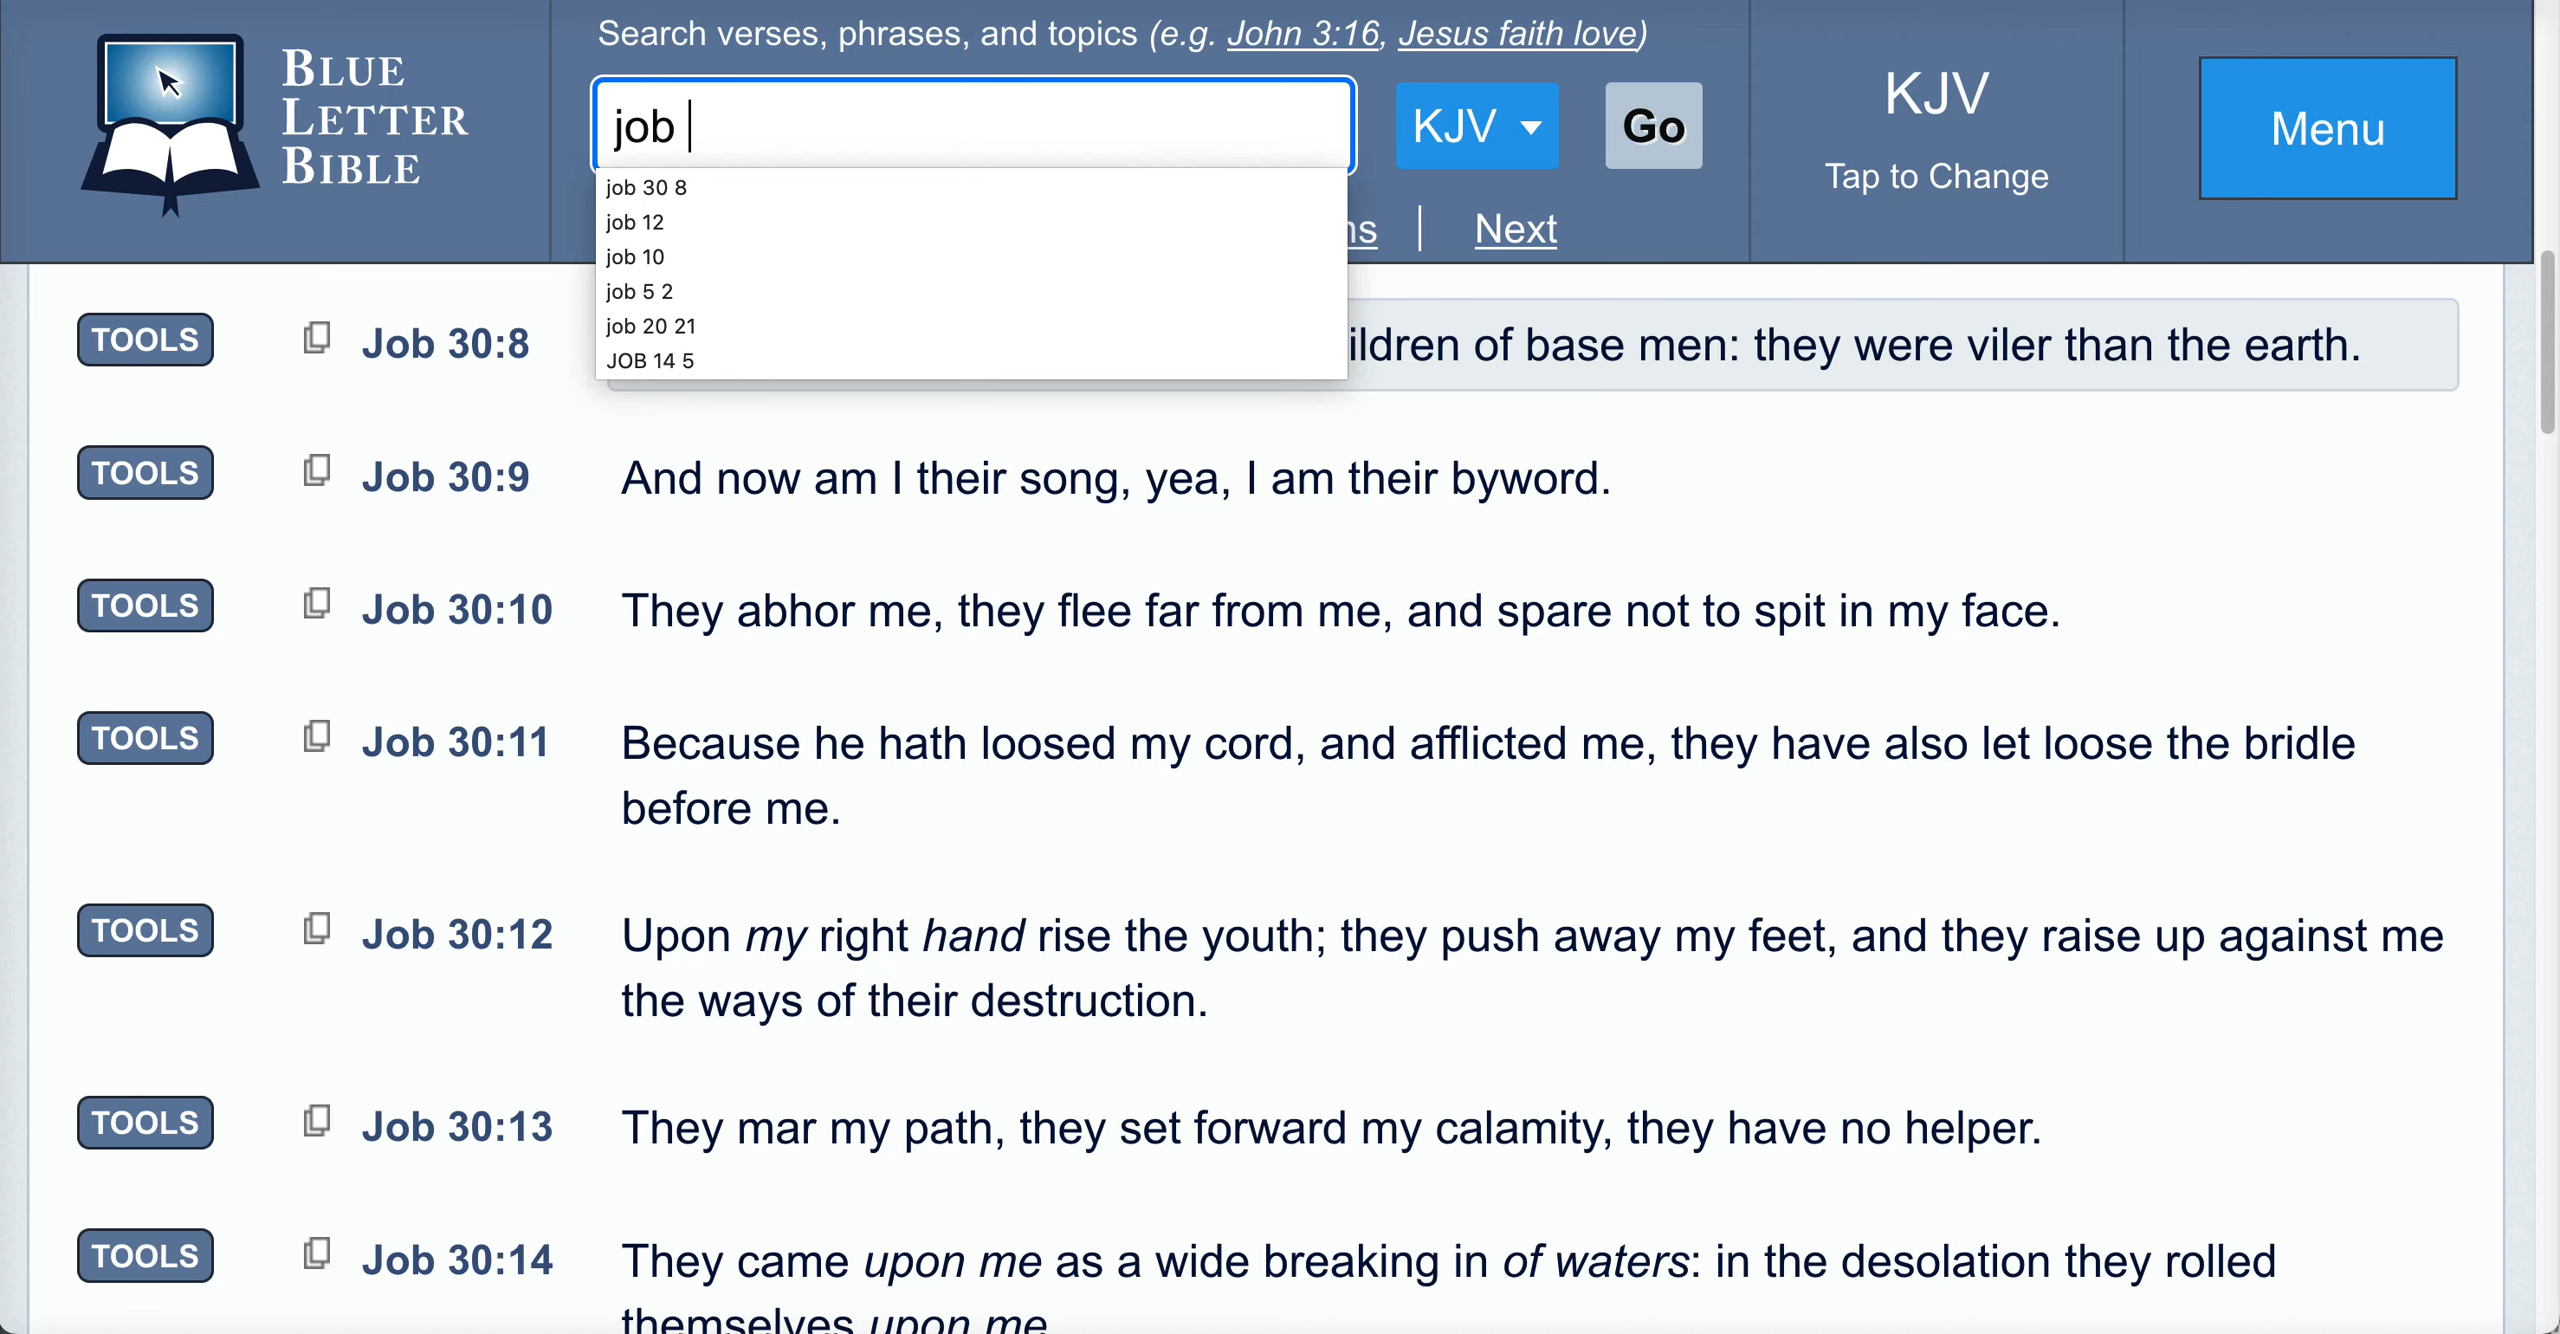 Search verses, phrases, and topics (e.g. John 3:16, Jesus faith love)
BLUE
LETTER
BIBLE
job
KJV
Go
KJV
Tap to Change
Menu
job 30 8
job 12
job 10
job 5 2
job 20 21
JOB 14 5
Next
TOOLS Job 30:8 of base men: they were viler than the earth.
TOOLS Job 30:9 And now am I their song, yea, I am their byword.
TOOLS Job 30:10 They abhor me, they flee far from me, and spare not to spit in my face.
TOOLS Job 30:11 Because he hath loosed my cord, and afflicted me, they have also let loose the bridle
before me.
TOOLS Job 30:12 Upon my right hand rise the youth; they push away my feet, and they raise up against me
the ways of their destruction.
TOOLS Job 30:13 They mar my path, they set forward my calamity, they have no helper.
TOOLS Job 30:14 They came upon me as a wide breaking in of waters: in the desolation they rolled
themselves upon me